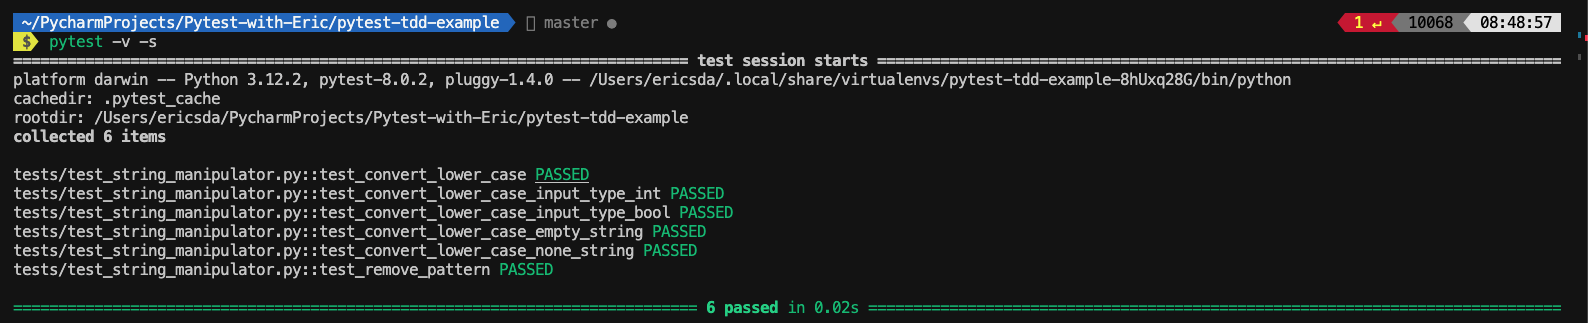 ~/PycharmProjects/Pytest-with-Eric/pytest-tdd-example master ● 1 ↵ 10068 08:48:57
$ pytest -v -s
=========================================================================== test session starts ============================================================================
platform darwin -- Python 3.12.2, pytest-8.0.2, pluggy-1.4.0 -- /Users/ericsda/.local/share/virtualenvs/pytest-tdd-example-8hUxq28G/bin/python
cachedir: .pytest_cache
rootdir: /Users/ericsda/PycharmProjects/Pytest-with-Eric/pytest-tdd-example
collected 6 items
tests/test_string_manipulator.py::test_convert_lower_case PASSED
tests/test_string_manipulator.py::test_convert_lower_case_input_type_int PASSED
tests/test_string_manipulator.py::test_convert_lower_case_input_type_bool PASSED
tests/test_string_manipulator.py::test_convert_lower_case_empty_string PASSED
tests/test_string_manipulator.py::test_convert_lower_case_none_string PASSED
tests/test_string_manipulator.py::test_remove_pattern PASSED
============================================================================ 6 passed in 0.02s =============================================================================